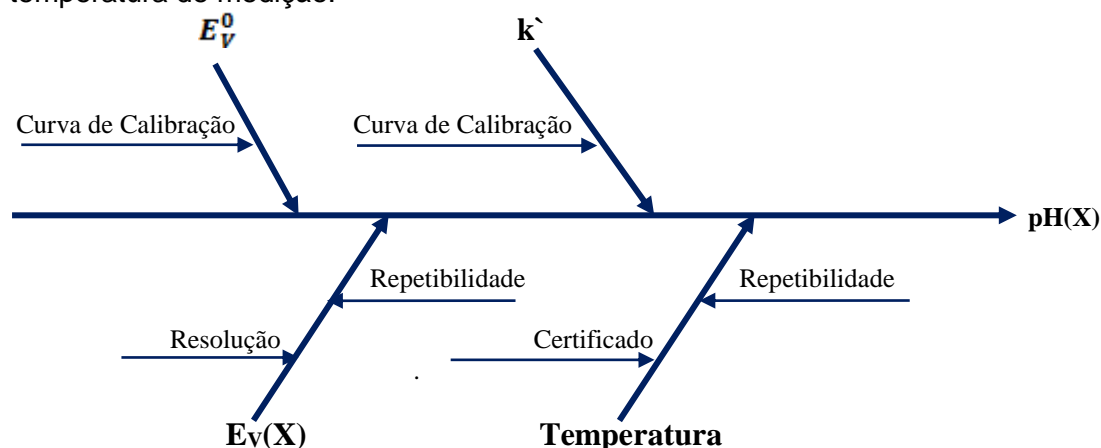 temperatura de medição.
E_V^0
k`
Curva de Calibração
Curva de Calibração
pH(X)
Repetibilidade
Repetibilidade
Resolução
Certificado
.
E_V(X)
Temperatura